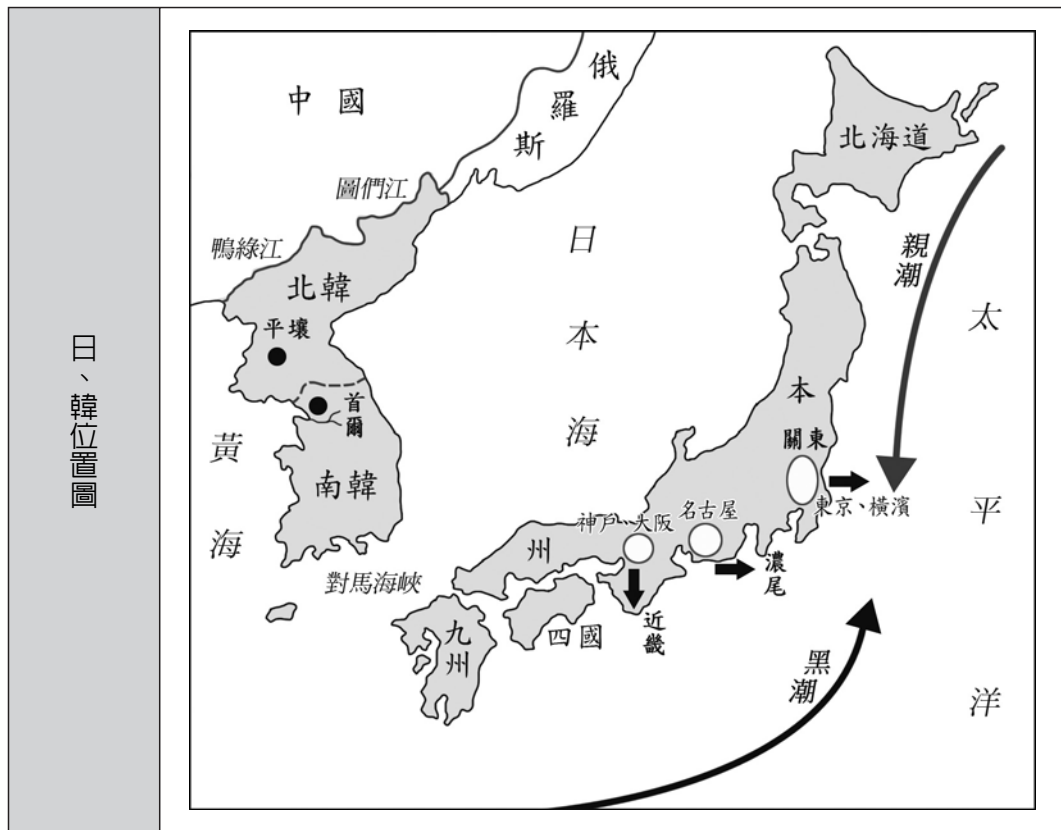 日、韓位置圖
中國
俄羅斯
圖們江
鴨綠江
北韓
平壤
首爾
南韓
黃海
對馬海峽
日本海
北海道
親潮
太平洋
本州
關東
東京、橫濱
名古屋
濃尾
神戶、大阪
近畿
四國
九州
黑潮